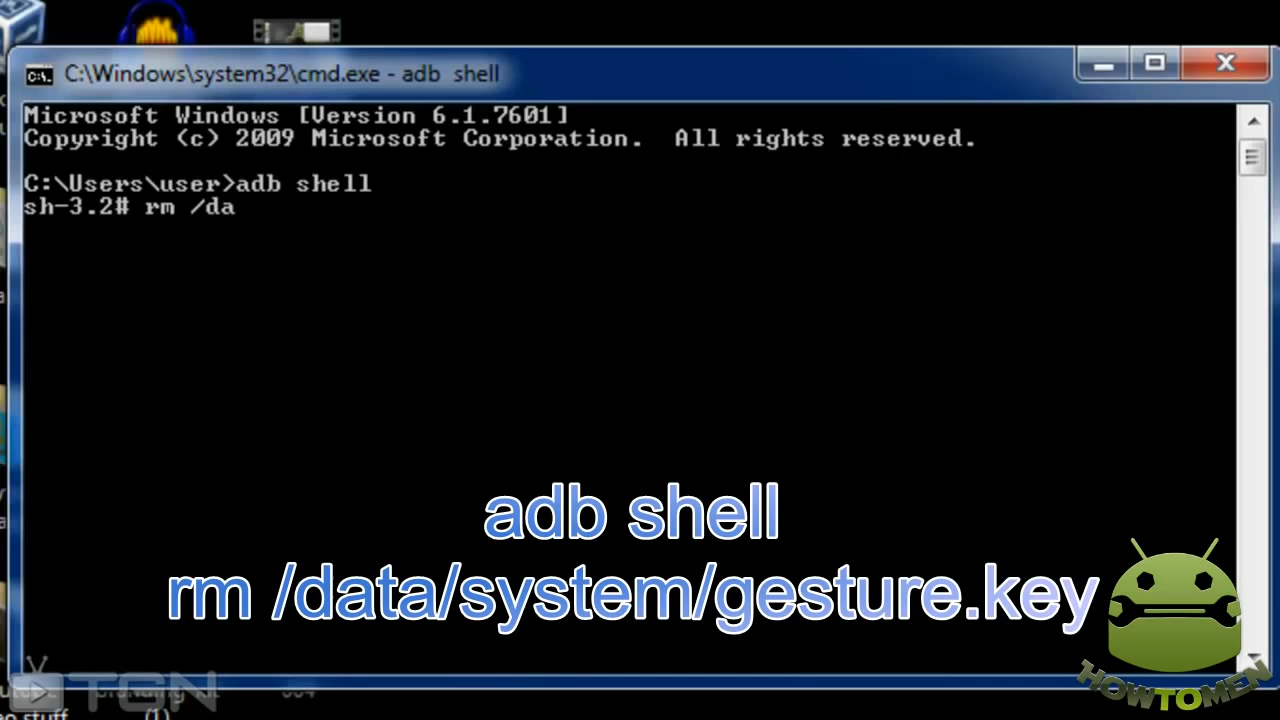 C:\Windows\system32\cmd.exe - adb  shell
Microsoft Windows [Version 6.1.7601]
Copyright (c) 2009 Microsoft Corporation.  All rights reserved.
C:\Users\user>adb shell
sh-3.2# rm /da
adb shell
rm /data/system/gesture.key
HOWTOMEN
TGN